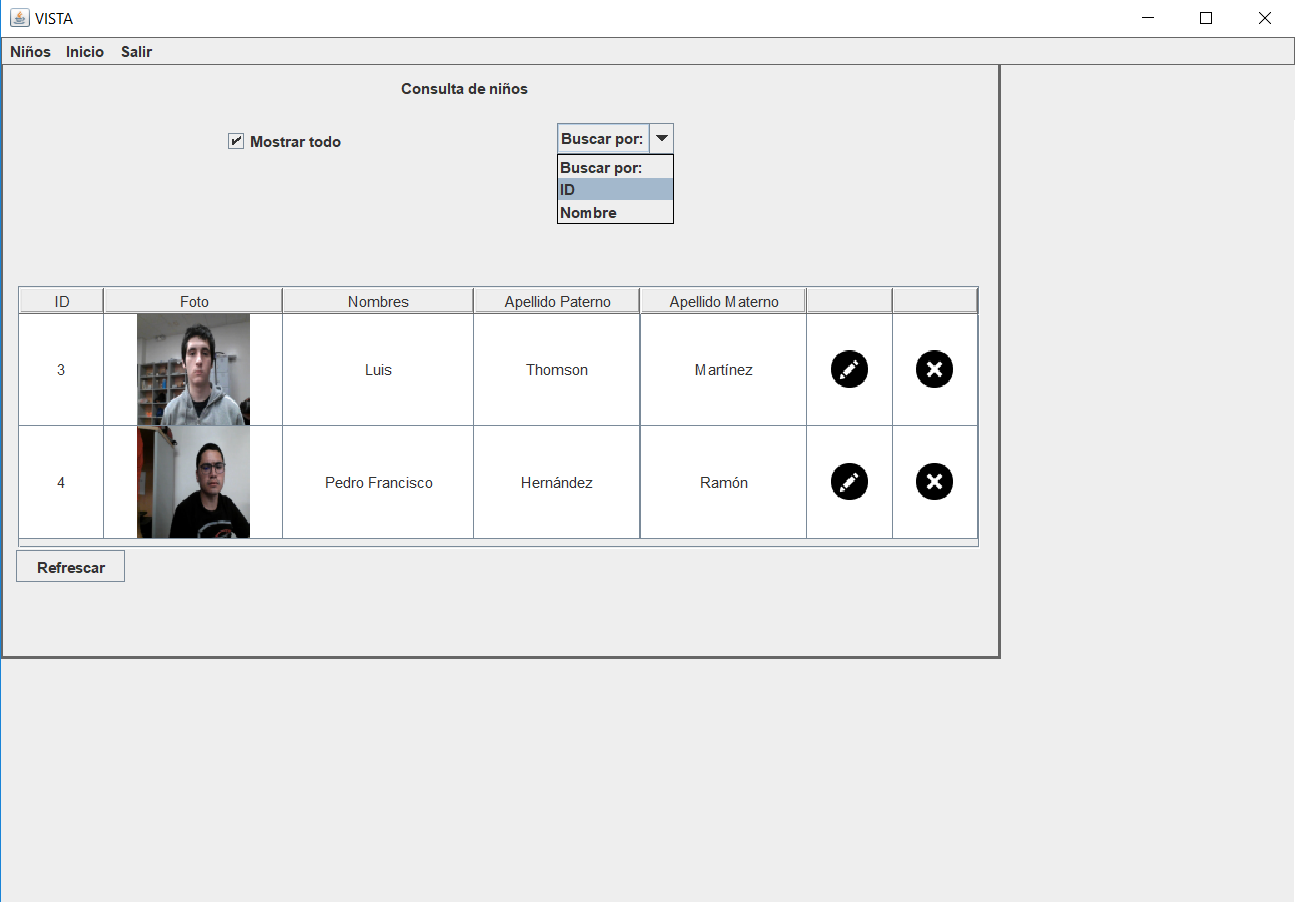 VISTA
Niños Inicio Salir
Consulta de niños
Mostrar todo
Buscar por:
Buscar por:
ID
Nombre
ID Foto Nombres Apellido Paterno Apellido Materno
3 Luis Thomson Martínez
4 Pedro Francisco Hernández Ramón
Refrescar